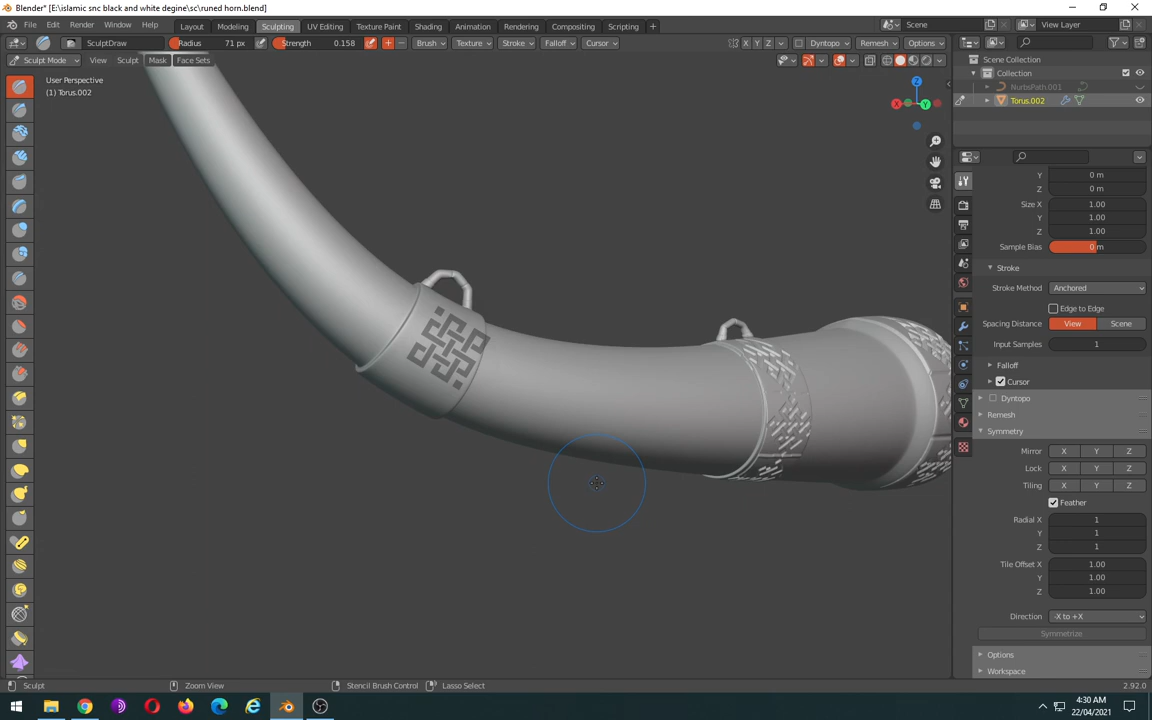 Blender* [E:\islamic snc black and white degine\sc\runed horn.blend]
File Edit Render Window Help Layout Modeling Sculpting UV Editing Texture Paint Shading Animation Rendering Compositing Scripting + Scene View Layer
SculptDraw Radius 71 px Strength 0.158 Brush Texture Stroke Falloff Cursor X Y Z Dyntopo Remesh Options
Sculpt Mode View Sculpt Mask Face Sets
User Perspective
(1) Torus.002
Z
X Y
Scene Collection
Collection
NurbsPath.001
Torus.002
Y 0 m
Z 0 m
Size X 1.00
Y 1.00
Z 1.00
Sample Bias 0 m
Stroke
Stroke Method Anchored
Edge to Edge
Spacing Distance View Scene
Input Samples 1
Falloff
Cursor
Dyntopo
Remesh
Symmetry
Mirror X Y Z
Lock X Y Z
Tiling X Y Z
Feather
Radial X 1
Y 1
Z 1
Tile Offset X 1.00
Y 1.00
Z 1.00
Direction -X to +X
Symmetrize
Options
Workspace
Sculpt Zoom View Stencil Brush Control Lasso Select 2.92.0
4:30 AM
22/04/2021